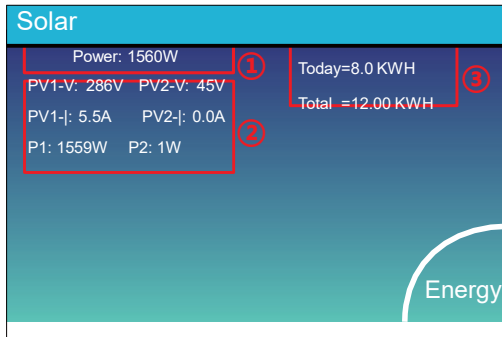 Solar
Power: 1560W
①
PV1-V: 286V PV2-V: 45V
PV1-|: 5.5A PV2-|: 0.0A
P1: 1559W P2: 1W
②
Today=8.0 KWH
Total =12.00 KWH
③
Energy